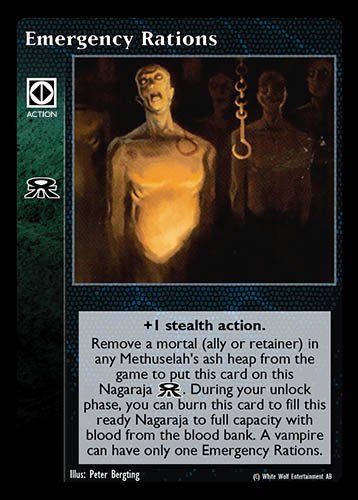 Emergency Rations
ACTION
+1 stealth action.
Remove a mortal (ally or retainer) in
any Methuselah's ash heap from the
game to put this card on this
Nagaraja . During your unlock
phase, you can burn this card to fill this
ready Nagaraja to full capacity with
blood from the blood bank. A vampire
can have only one Emergency Rations.
Illus: Peter Bergting
(C) White Wolf Entertainment AB